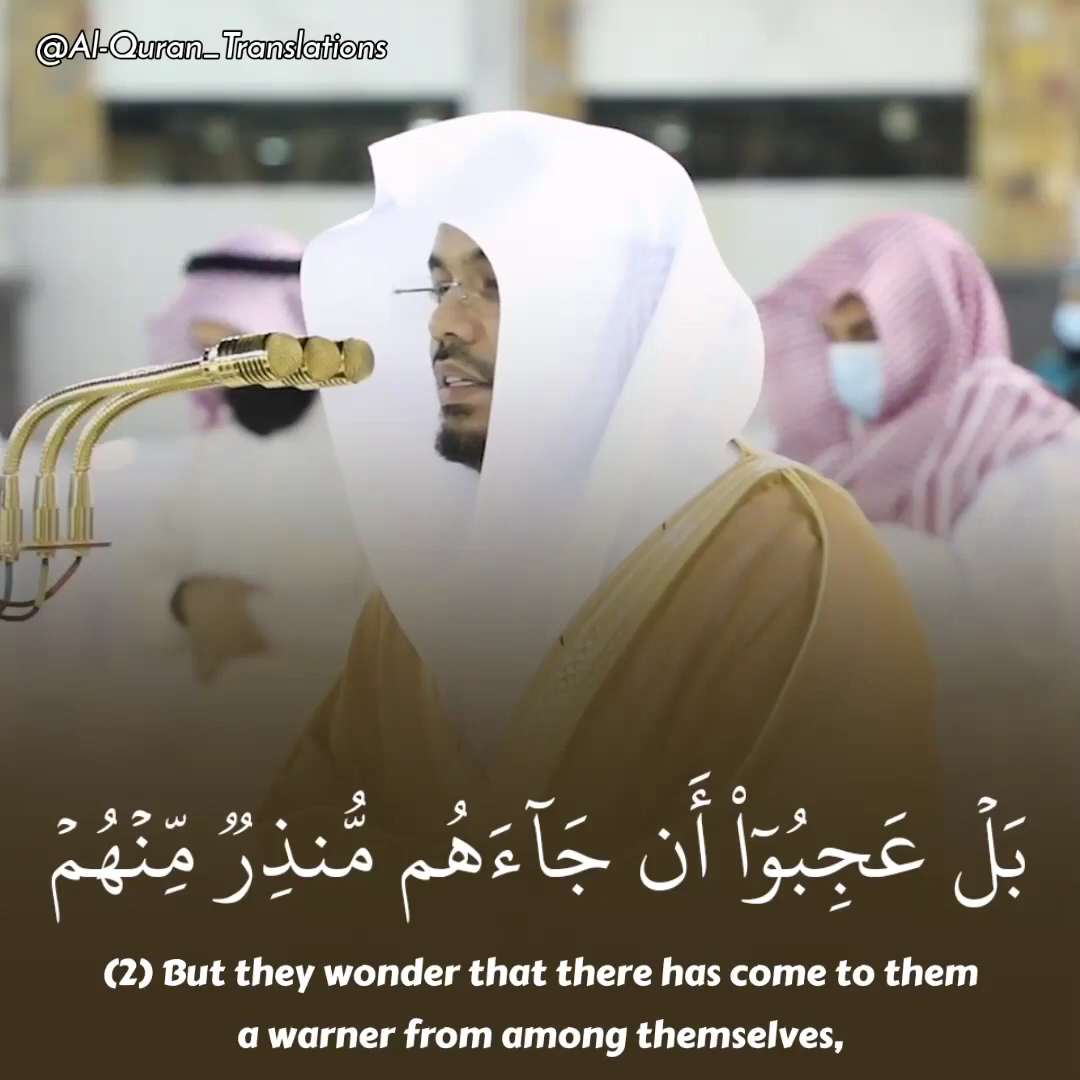 @Al-Quran_Translations
بَلۡ عَجِبُوٓاْ أَن جَآءَهُم مُّنذِرٞ مِّنۡهُمۡ
(2) But they wonder that there has come to them
a warner from among themselves,